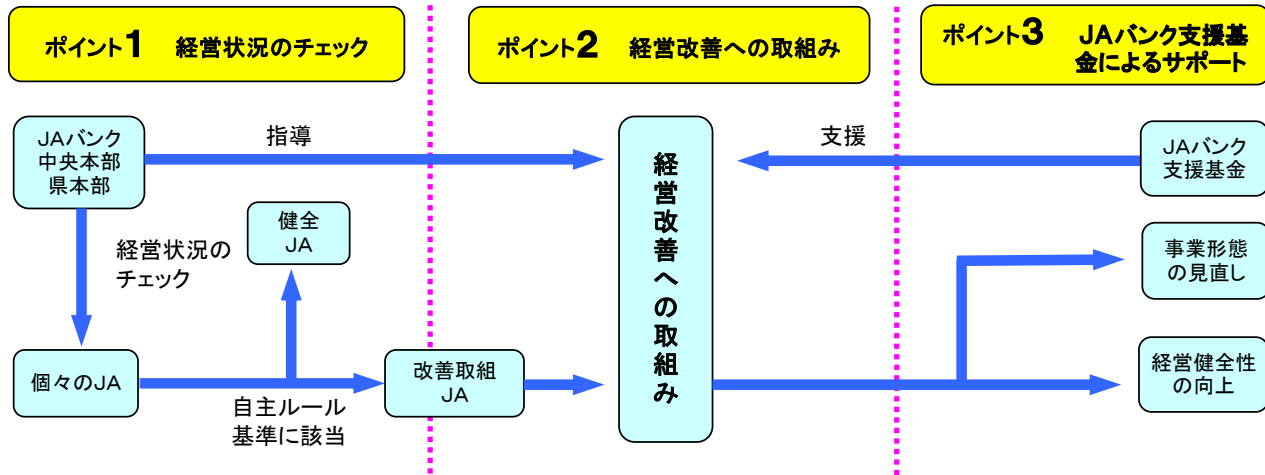 ポイント1 経営状況のチェック
ポイント2 経営改善への取組み
ポイント3 JAバンク支援基
金によるサポート
JAバンク
中央本部
県本部
指導
経営改善への取組み
支援
JAバンク
支援基金
健全
JA
経営状況の
チェック
事業形態
の見直し
個々のJA
改善取組
JA
経営健全性
の向上
自主ルール
基準に該当